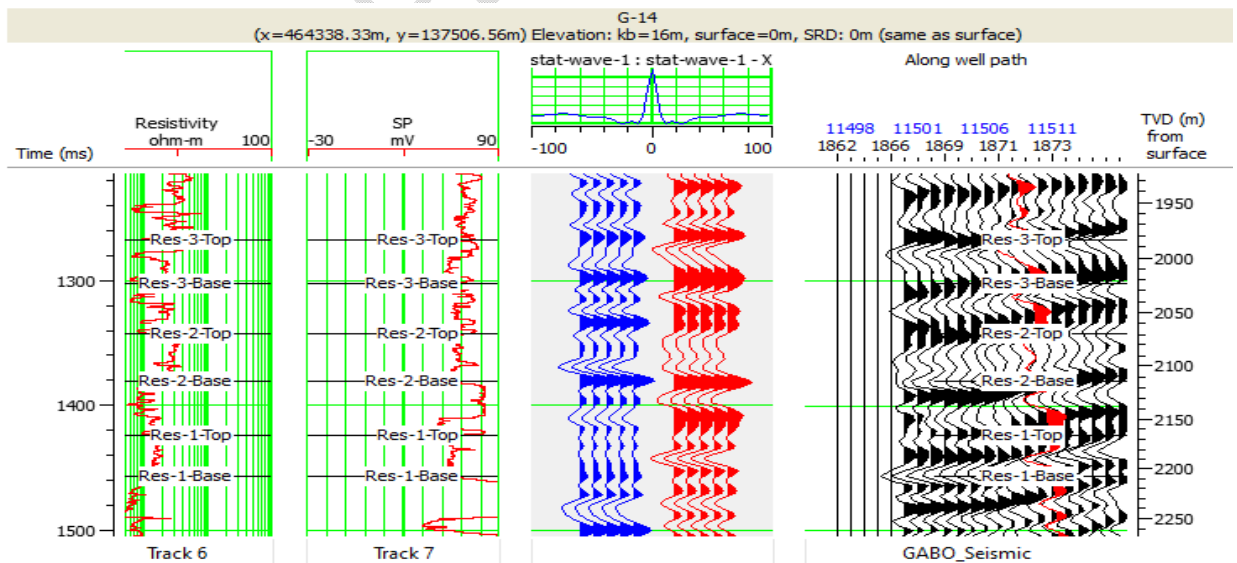 G-14
(x=464338.33m, y=137506.56m) Elevation: kb=16m, surface=0m, SRD: 0m (same as surface)
stat-wave-1 : stat-wave-1 - X
Along well path
Resistivity
ohm-m 100
SP
-30 mV 90
-100 0 100
11498 11501 11506 11511
1862 1866 1869 1871 1873
TVD (m)
from
surface
Time (ms)
1950
Res-3-Top Res-3-Top Res-3-Top
2000
1300 Res-3-Base Res-3-Base Res-3-Base
2050
Res-2-Top Res-2-Top Res-2-Top
2100
Res-2-Base Res-2-Base Res-2-Base
1400
2150
Res-1-Top Res-1-Top Res-1-Top
2200
Res-1-Base Res-1-Base Res-1-Base
2250
1500
Track 6 Track 7 GABO_Seismic